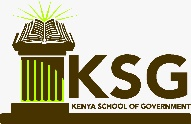 KSG
KENYA SCHOOL OF GOVERNMENT